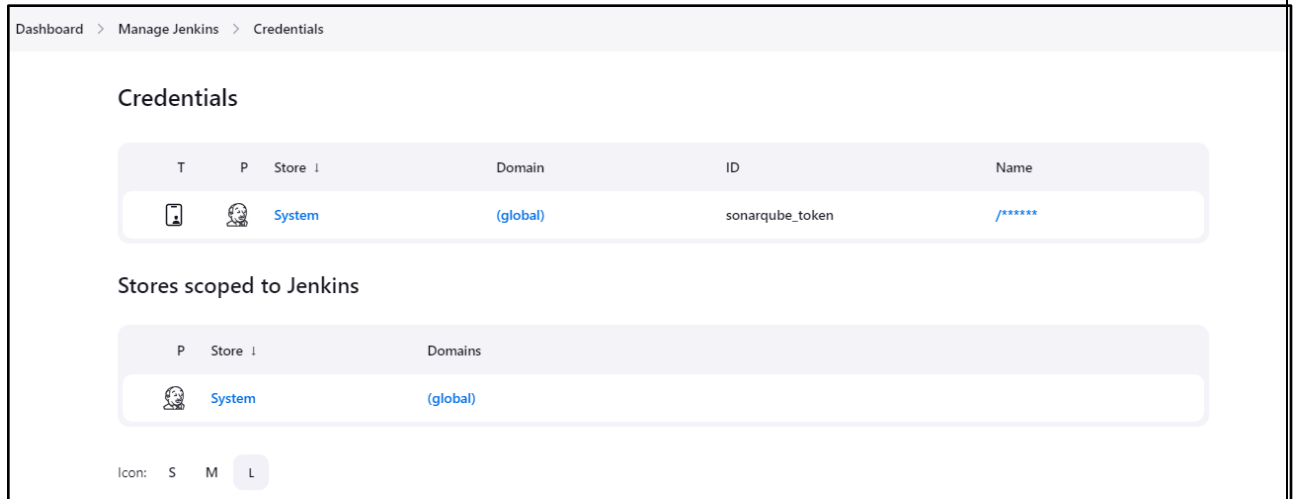 Dashboard > Manage Jenkins > Credentials
Credentials
T P Store ↓ Domain ID Name
System (global) sonarqube_token /******
Stores scoped to Jenkins
P Store ↓ Domains
System (global)
Icon: S M L